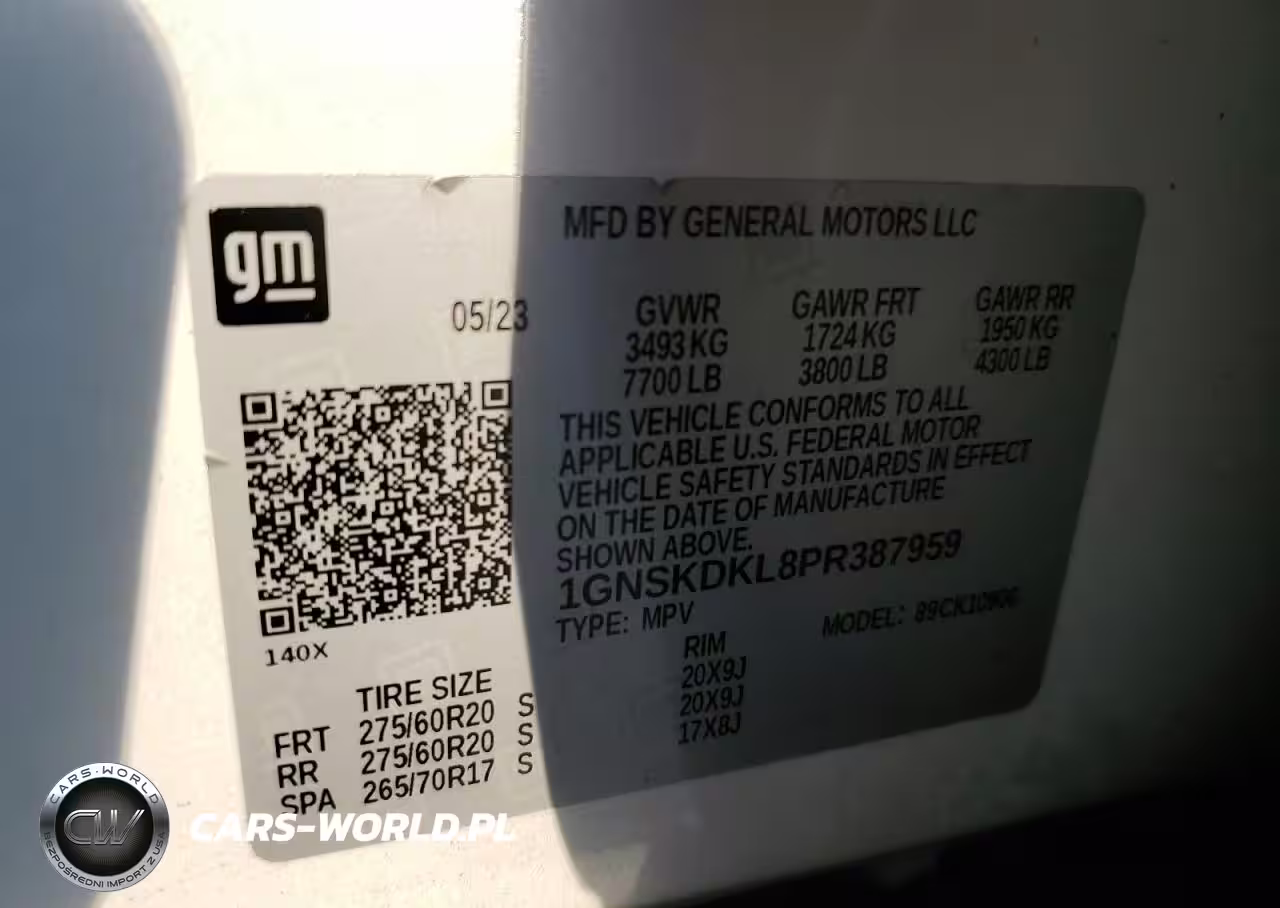 gm
MFD BY GENERAL MOTORS LLC
05/23
GVWR GAWR FRT GAWR RR
3493 KG 1724 KG 1950 KG
7700 LB 3800 LB 4300 LB
THIS VEHICLE CONFORMS TO ALL
APPLICABLE U.S. FEDERAL MOTOR
VEHICLE SAFETY STANDARDS IN EFFECT
ON THE DATE OF MANUFACTURE
SHOWN ABOVE.
1GNSKDKL8PR387959
TYPE: MPV MODEL:
140X
TIRE SIZE RIM
FRT 275/60R20 S 20X9J
RR 275/60R20 S 20X9J
SPA 265/70R17 S 17X8J
CARS-WORLD
CW
BEZPOŚREDNI IMPORT Z USA
CARS-WORLD.PL